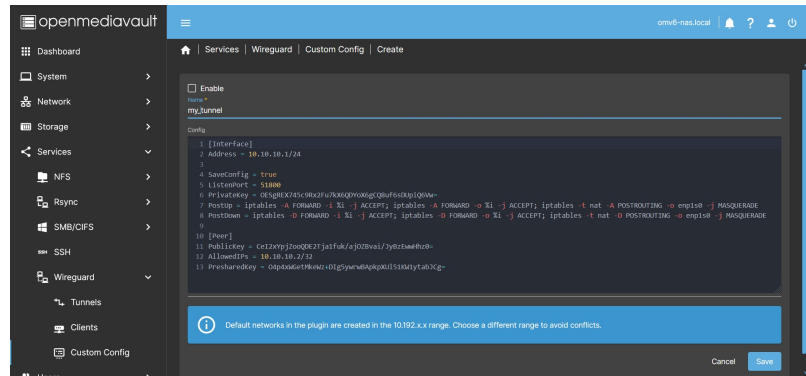 openmediavault
omv6-nas.local
Dashboard
System
Network
Storage
Services
NFS
Rsync
SMB/CIFS
SSH
SSH
Wireguard
Tunnels
Clients
Custom Config
Services | Wireguard | Custom Config | Create
Enable
Name *
my_tunnel
Config
1 [Interface]
2 Address = 10.10.10.1/24
3
4 SaveConfig = true
5 ListenPort = 51800
6 PrivateKey =
7 PostUp = iptables -A FORWARD -i %i -j ACCEPT; iptables -A FORWARD -o %i -j ACCEPT; iptables -t nat -A POSTROUTING -o enp1s0 -j MASQUERADE
8 PostDown = iptables -D FORWARD -i %i -j ACCEPT; iptables -D FORWARD -o %i -j ACCEPT; iptables -t nat -D POSTROUTING -o enp1s0 -j MASQUERADE
9
10 [Peer]
11 PublicKey =
12 AllowedIPs = 10.10.10.2/32
13 PresharedKey =
Default networks in the plugin are created in the 10.192.x.x range. Choose a different range to avoid conflicts.
Cancel
Save